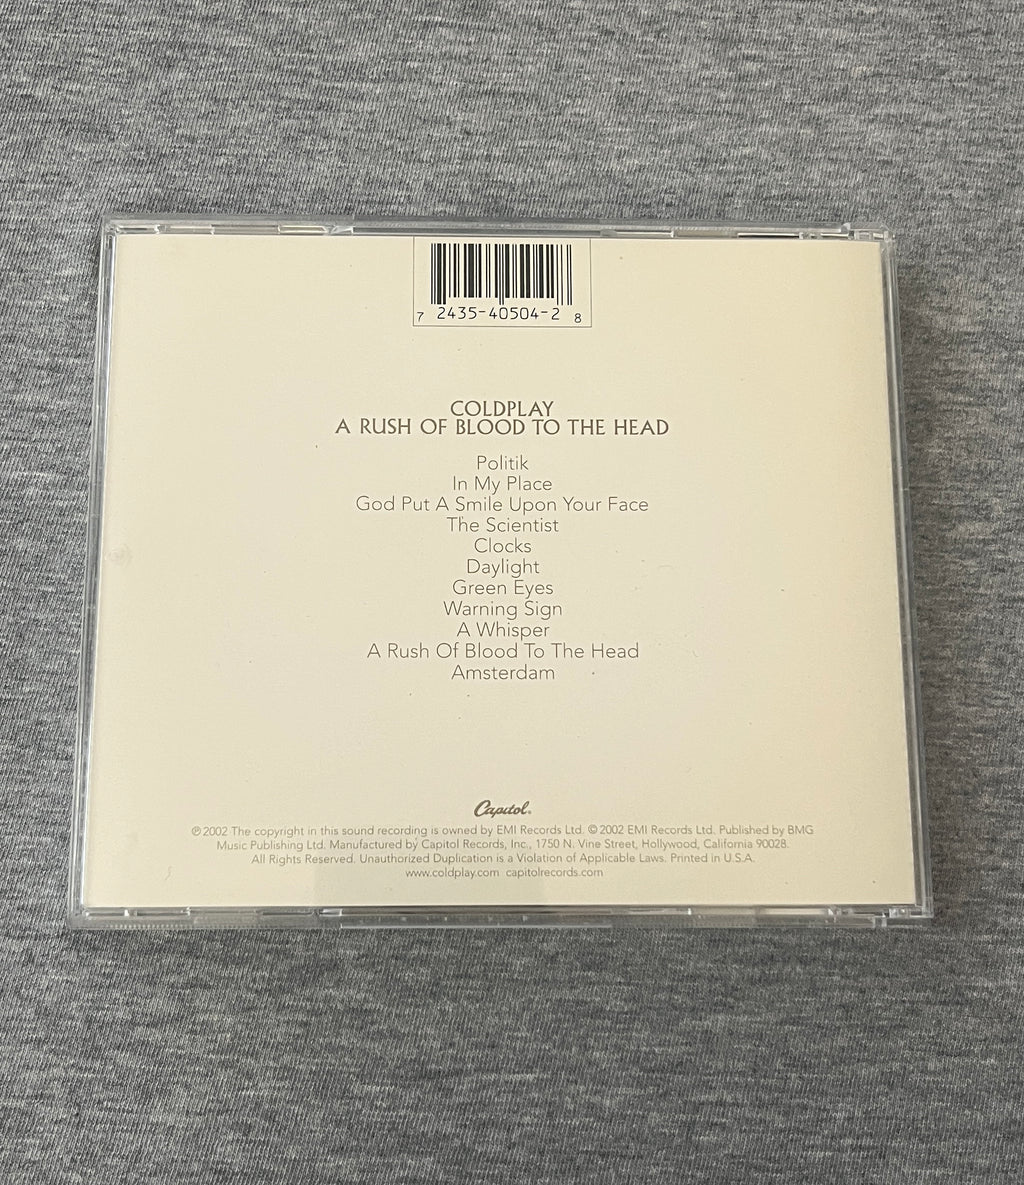 7 2435-40504-2 8
COLDPLAY
A RUSH OF BLOOD TO THE HEAD
Politik
In My Place
God Put A Smile Upon Your Face
The Scientist
Clocks
Daylight
Green Eyes
Warning Sign
A Whisper
A Rush Of Blood To The Head
Amsterdam
Capitol®
℗ 2002 The copyright in this sound recording is owned by EMI Records Ltd. © 2002 EMI Records Ltd. Published by BMG
Music Publishing Ltd. Manufactured by Capitol Records, Inc., 1750 N. Vine Street, Hollywood, California 90028.
All Rights Reserved. Unauthorized Duplication is a Violation of Applicable Laws. Printed in U.S.A.
www.coldplay.com capitolrecords.com